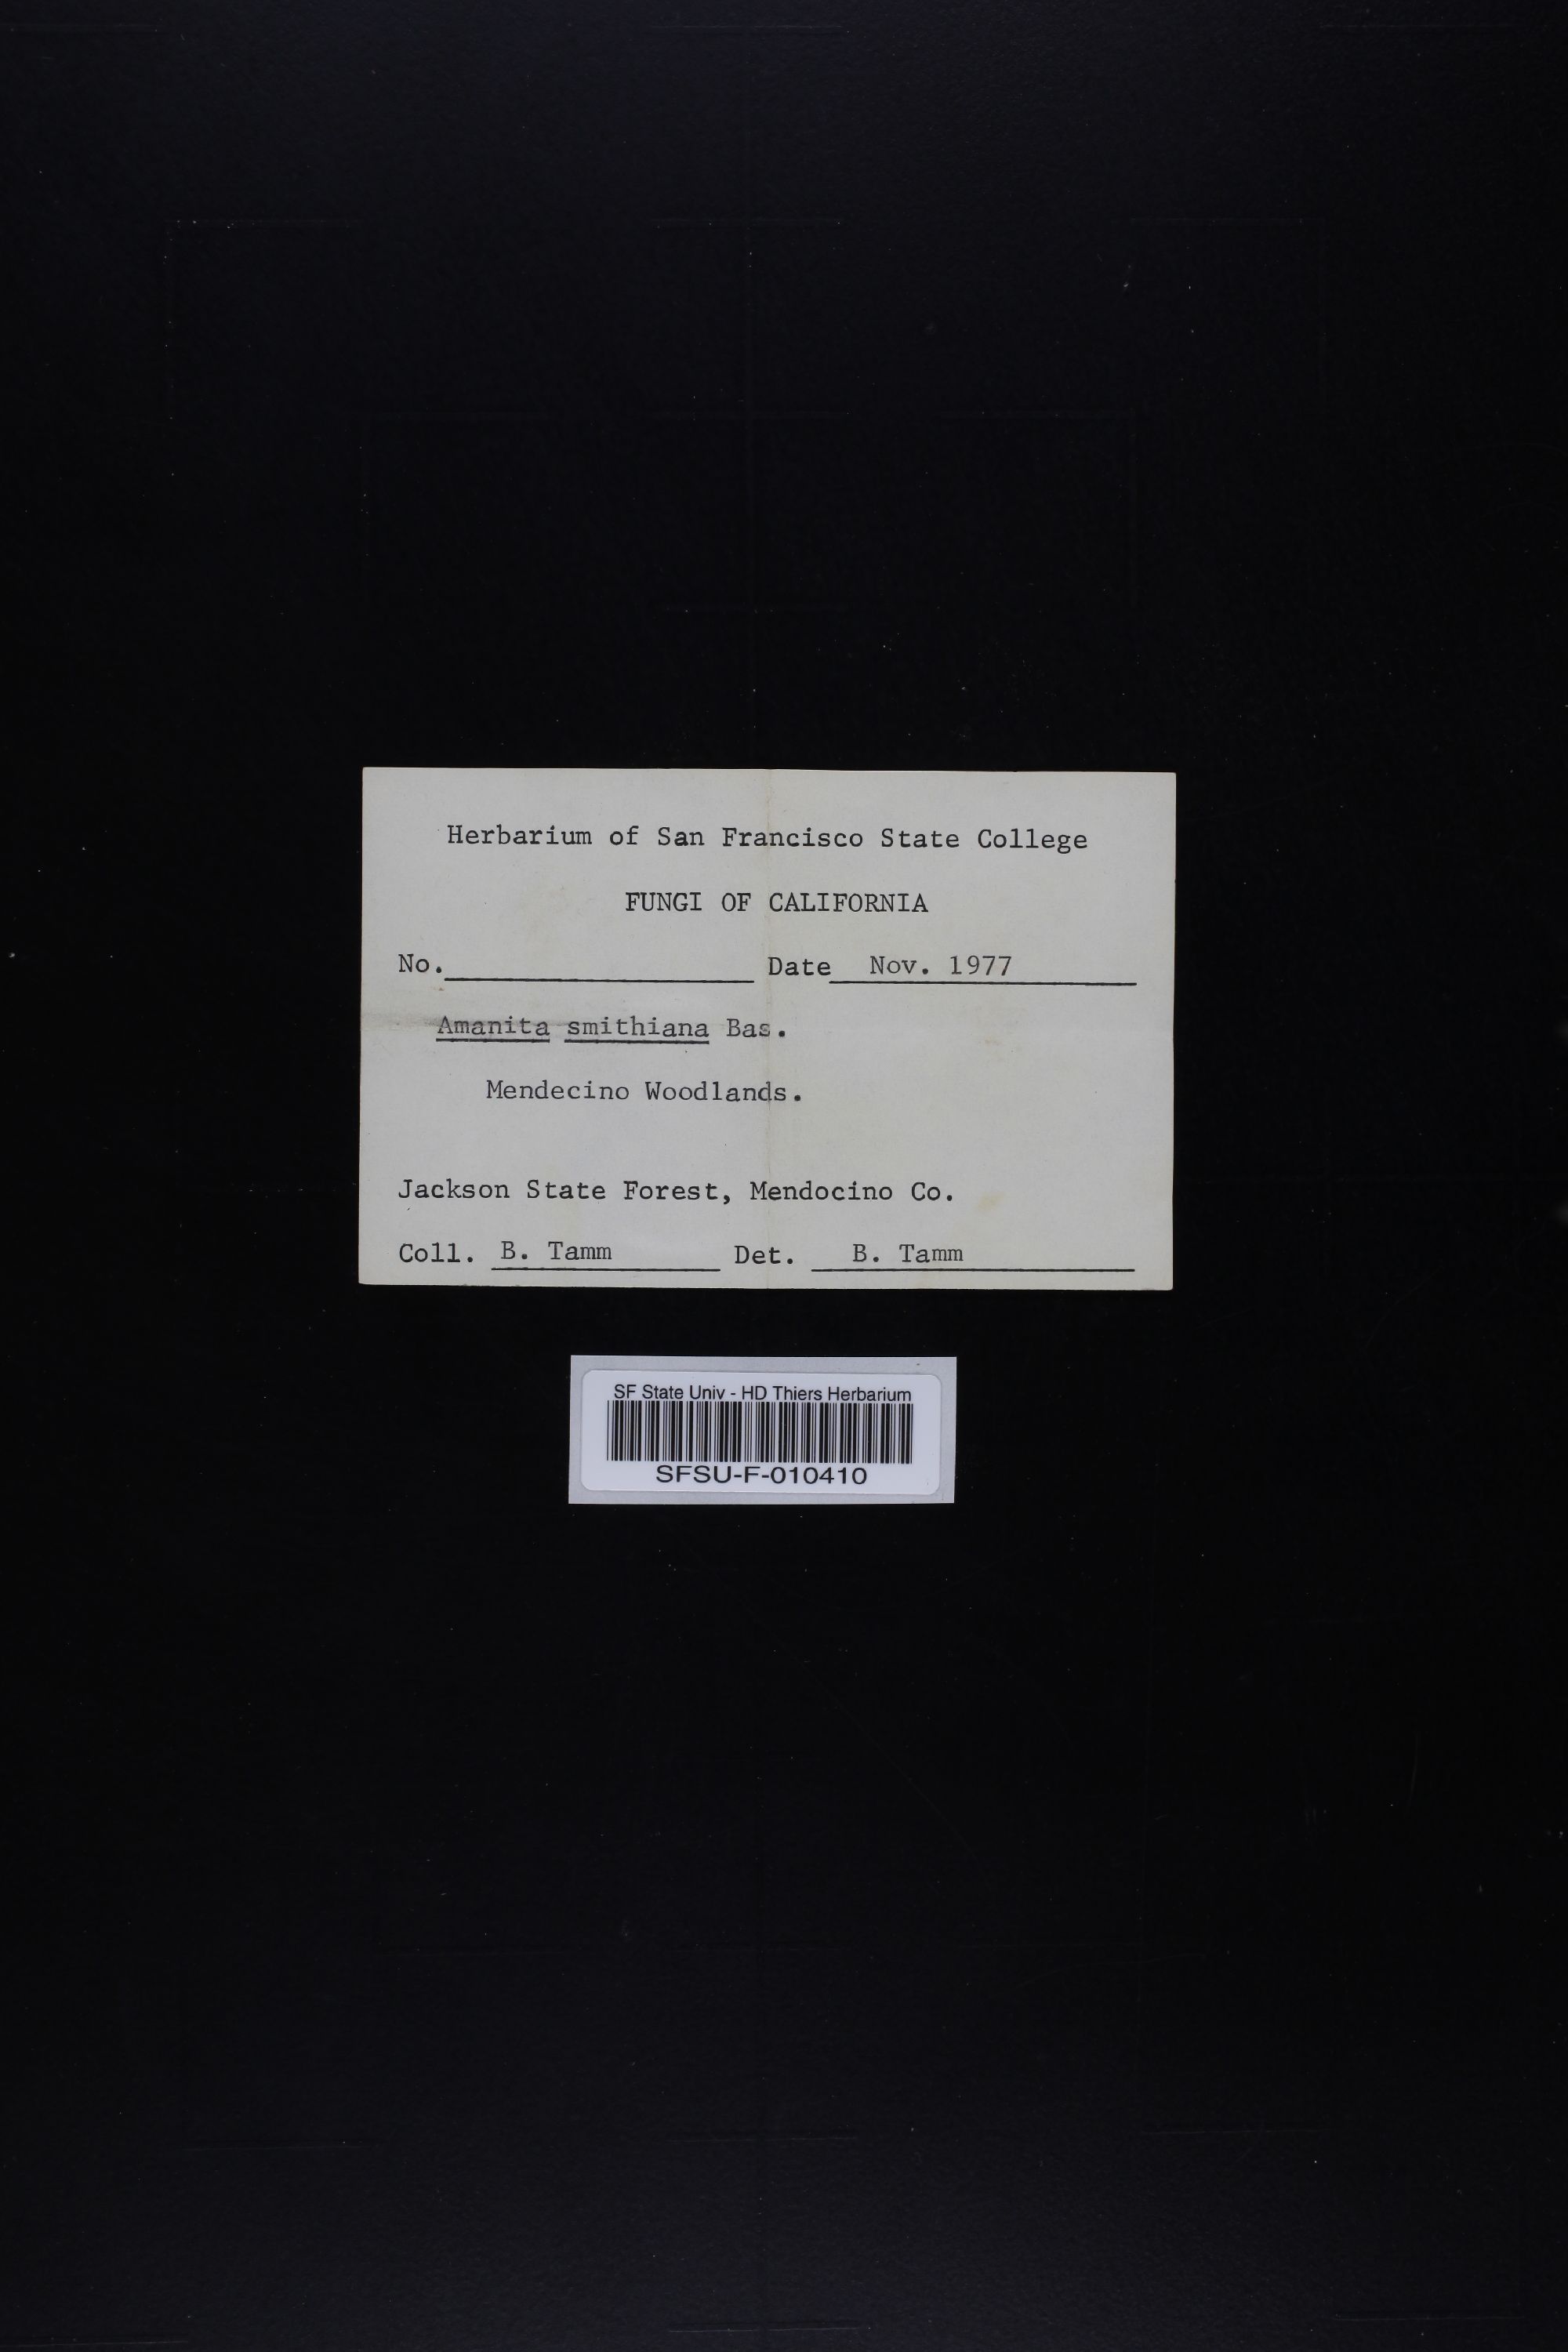 Herbarium of San Francisco State College
FUNGI OF CALIFORNIA
No. Date Nov. 1977
Amanita smithiana Bas.
Mendecino Woodlands.
Jackson State Forest, Mendocino Co.
Coll. B. Tamm Det. B. Tamm
SF State Univ - HD Thiers Herbarium
SFSU-F-010410